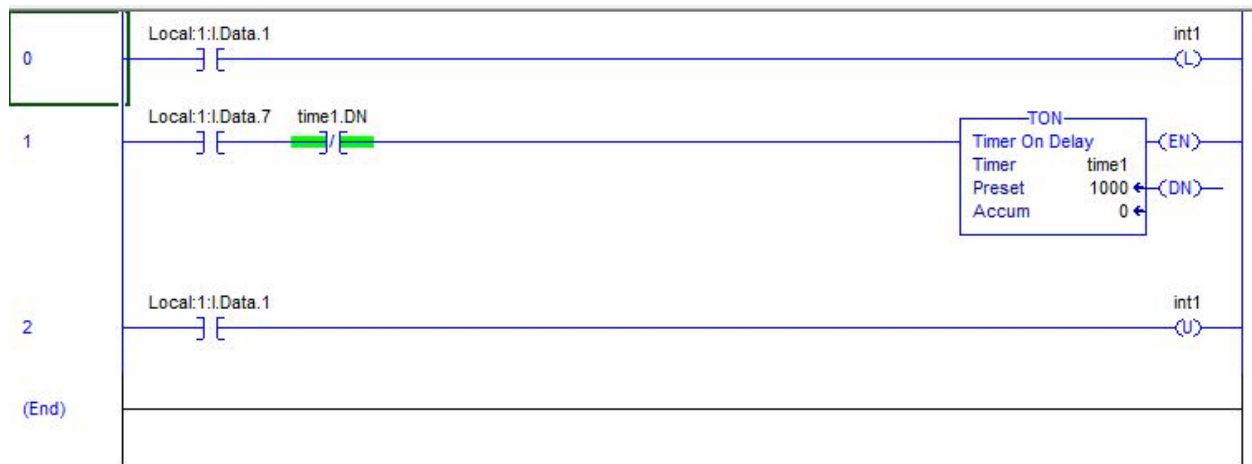 Local:1:I.Data.1 int1
0 (L)
Local:1:I.Data.7 time1.DN
1
TON
Timer On Delay (EN)
Timer time1
Preset 1000 (DN)
Accum 0
Local:1:I.Data.1 int1
2 (U)
(End)